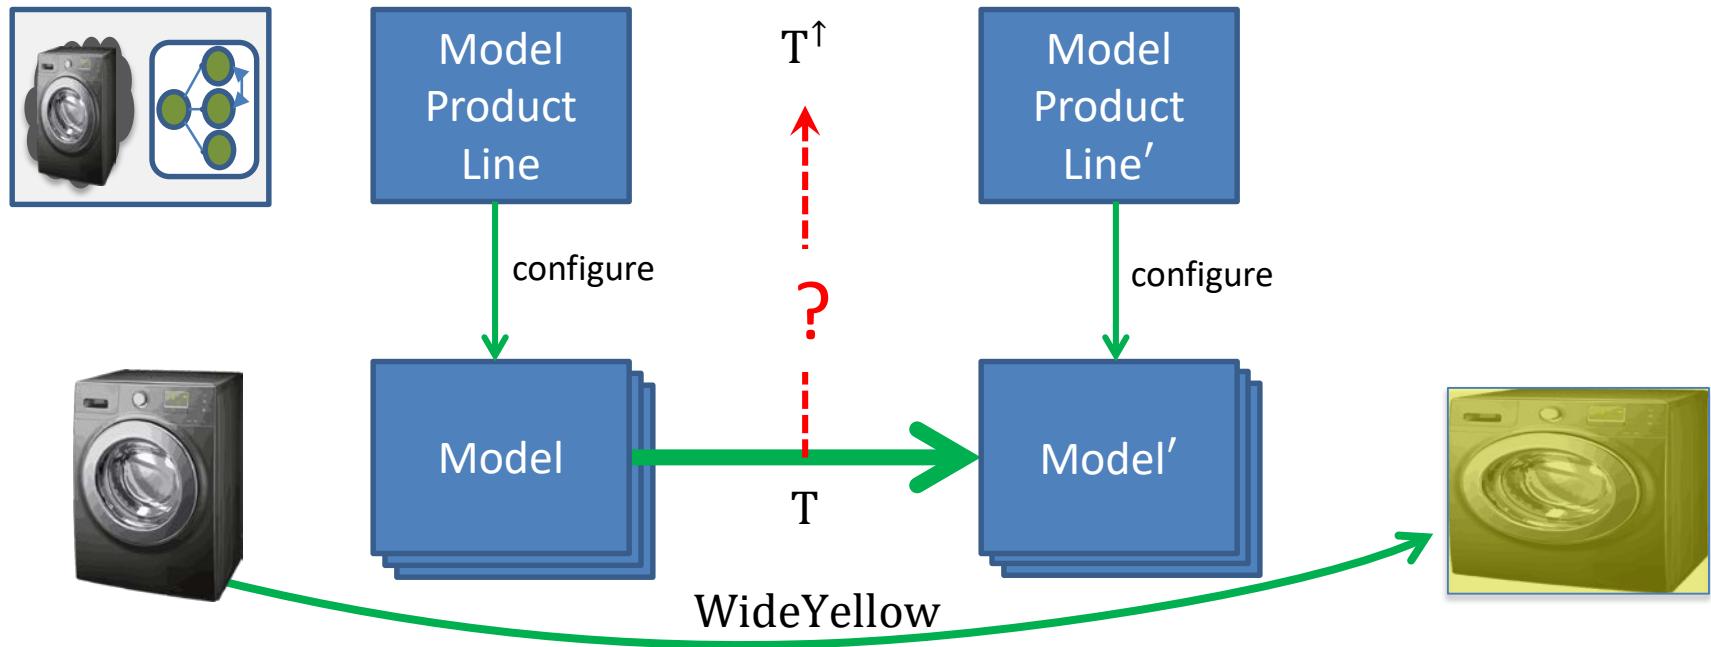 Model
Product
Line
T↑
Model
Product
Line′
configure
?
configure
Model
T
Model′
WideYellow